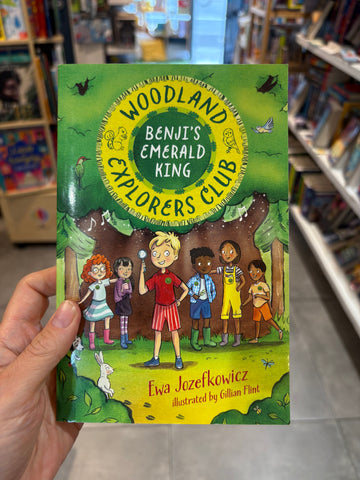 WOODLAND
BENJI'S
EMERALD
KING
EXPLORERS CLUB
Ewa Jozefkowicz
illustrated by Gillian Flint